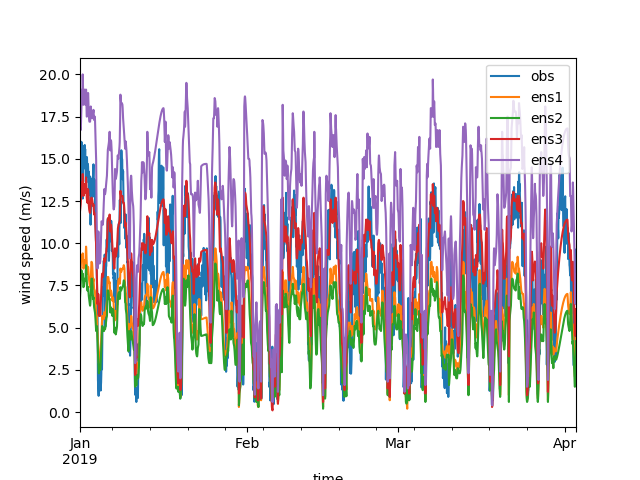 20.0
17.5
15.0
12.5
10.0
7.5
5.0
2.5
0.0
wind speed (m/s)
obs
ens1
ens2
ens3
ens4
Jan Feb Mar Apr
2019
time